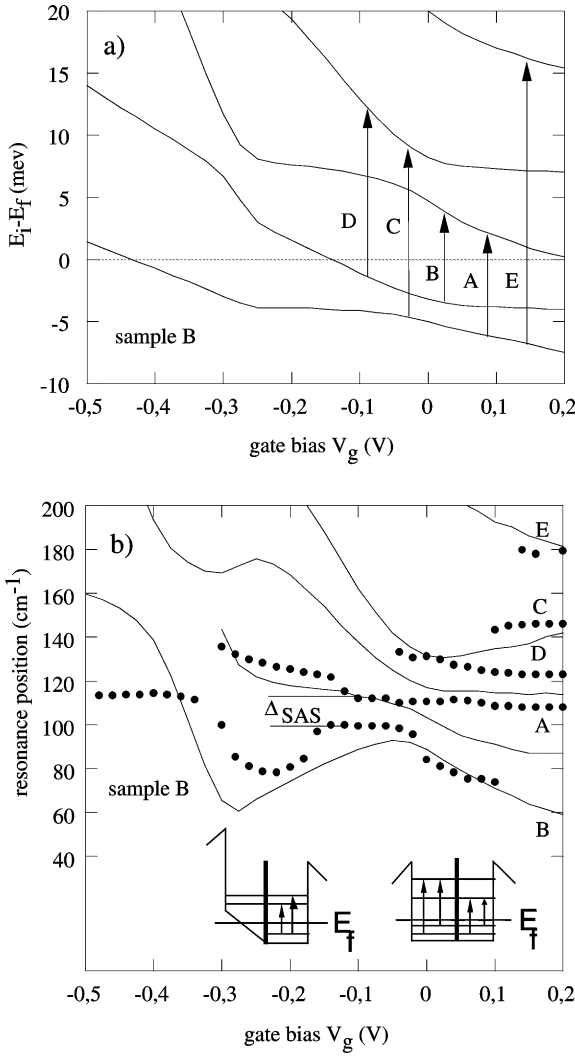 a)
20
15
10
5
0
-5
-10
E_i-E_f (mev)
D
C
B
A
E
sample B
-0,5 -0,4 -0,3 -0,2 -0,1 0 0,1 0,2
gate bias V_g (V)
b)
200
180
160
140
120
100
80
60
40
resonance position (cm^-1)
E
C
D
Δ_SAS
A
sample B
B
E_f
E_f
-0,5 -0,4 -0,3 -0,2 -0,1 0 0,1 0,2
gate bias V_g (V)